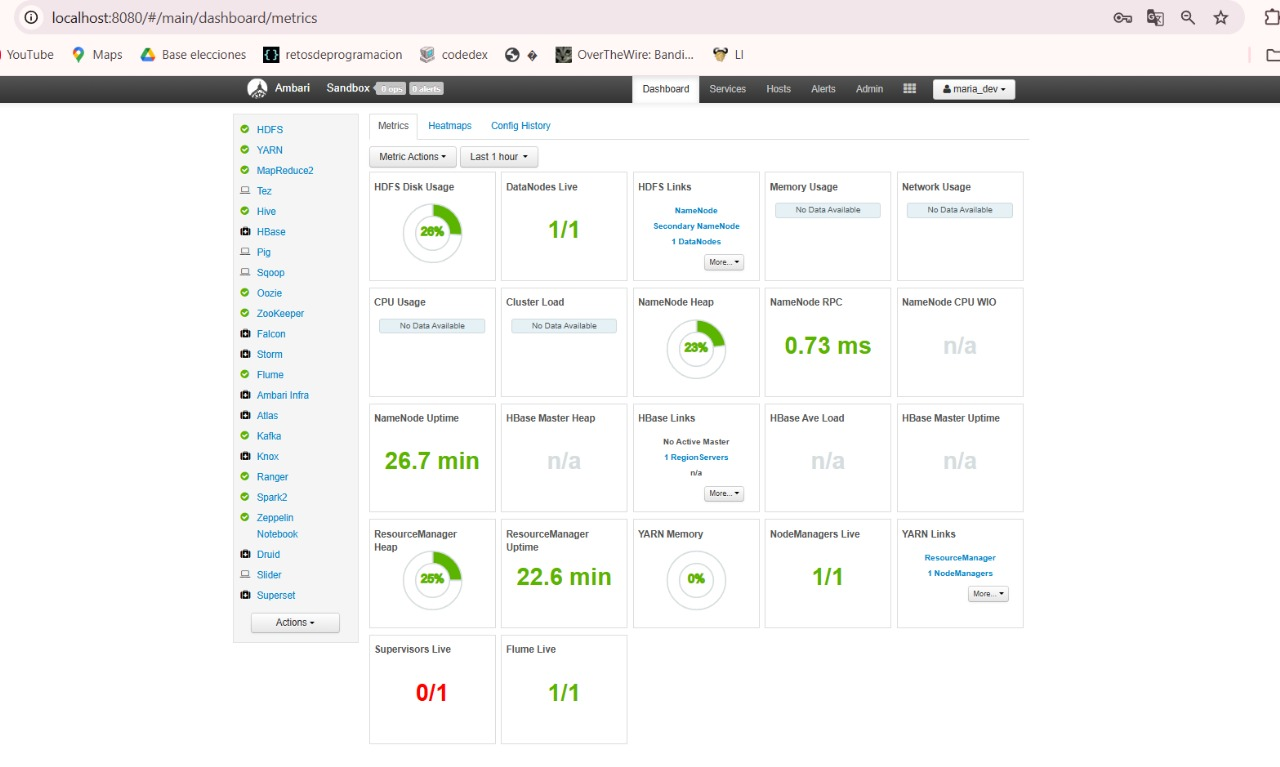 localhost:8080/#/main/dashboard/metrics
YouTube Maps Base elecciones retosdeprogramacion codedex � OverTheWire: Bandi... LI
Ambari Sandbox 0 ops 0 alerts Dashboard Services Hosts Alerts Admin maria_dev
HDFS
YARN
MapReduce2
Tez
Hive
HBase
Pig
Sqoop
Oozie
ZooKeeper
Falcon
Storm
Flume
Ambari Infra
Atlas
Kafka
Knox
Ranger
Spark2
Zeppelin
Notebook
Druid
Slider
Superset
Actions
Metrics Heatmaps Config History
Metric Actions Last 1 hour
HDFS Disk Usage
26%
DataNodes Live
1/1
HDFS Links
NameNode
Secondary NameNode
1 DataNodes
More...
Memory Usage
No Data Available
Network Usage
No Data Available
CPU Usage
No Data Available
Cluster Load
No Data Available
NameNode Heap
23%
NameNode RPC
0.73 ms
NameNode CPU WIO
n/a
NameNode Uptime
26.7 min
HBase Master Heap
n/a
HBase Links
No Active Master
1 RegionServers
n/a
More...
HBase Ave Load
n/a
HBase Master Uptime
n/a
ResourceManager
Heap
25%
ResourceManager
Uptime
22.6 min
YARN Memory
0%
NodeManagers Live
1/1
YARN Links
ResourceManager
1 NodeManagers
More...
Supervisors Live
0/1
Flume Live
1/1